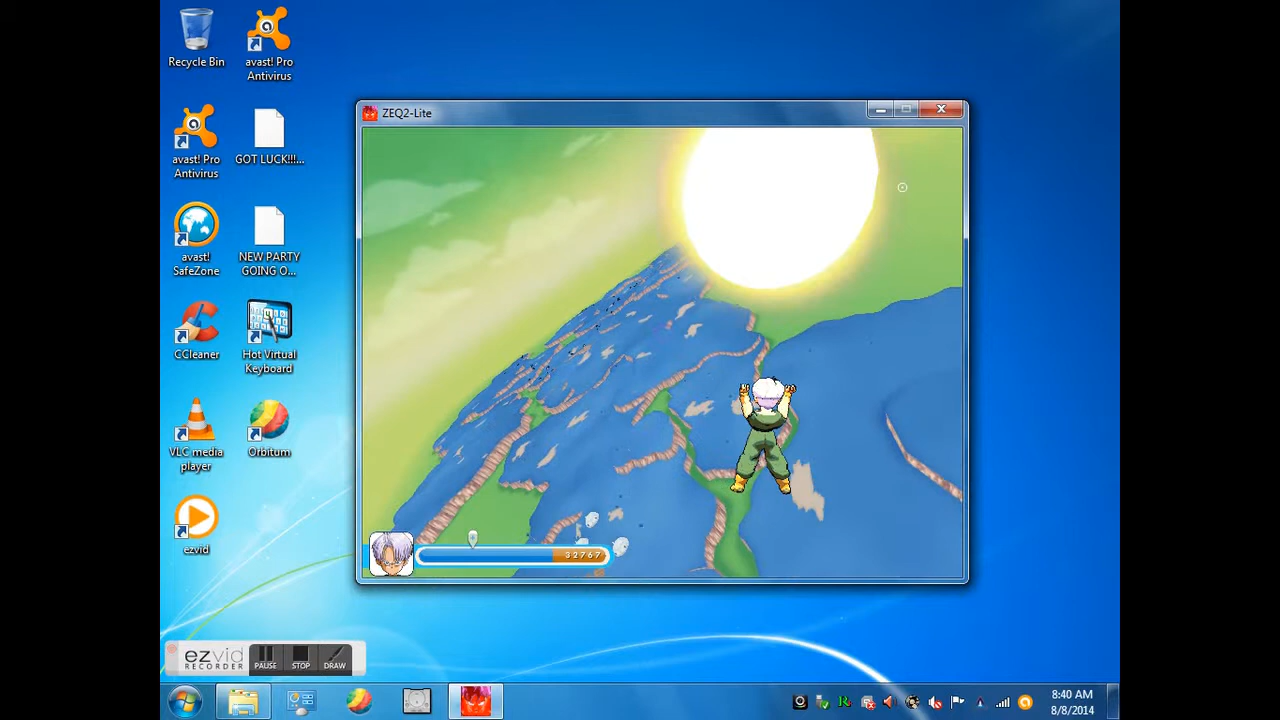 Recycle Bin
avast! Pro
Antivirus
avast! Pro
Antivirus
GOT LUCK!!!...
avast!
SafeZone
NEW PARTY
GOING O...
CCleaner
Hot Virtual
Keyboard
VLC media
player
Orbitum
ezvid
ZEQ2-Lite
32767
ezvid
RECORDER
PAUSE
STOP
DRAW
8:40 AM
8/8/2014